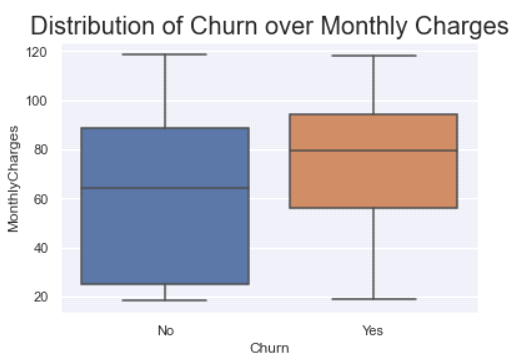 Distribution of Churn over Monthly Charges
120
100
80
60
40
20
MonthlyCharges
No
Yes
Churn